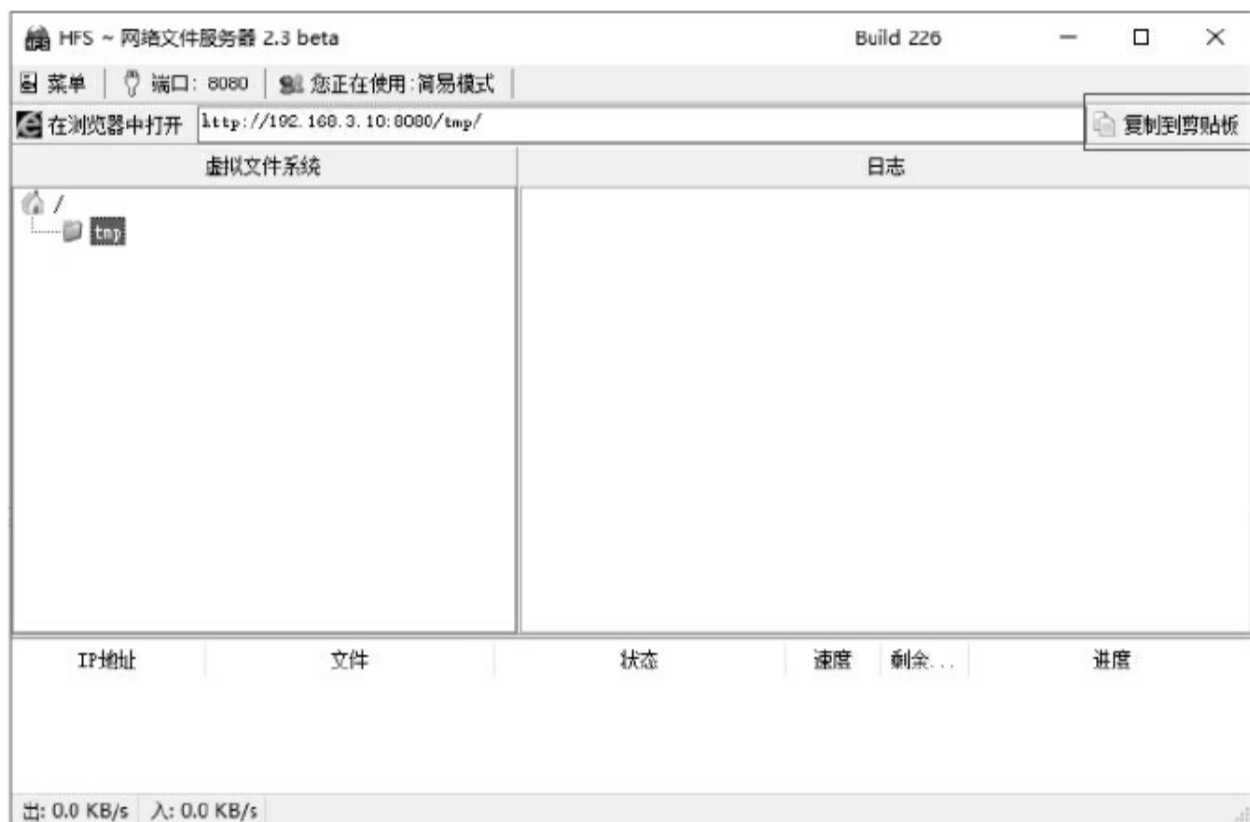 HFS ~ 网络文件服务器 2.3 beta Build 226
菜单 端口: 8080 您正在使用:简易模式
在浏览器中打开 http://192.168.3.10:8080/tmp/ 复制到剪贴板
虚拟文件系统 日志
/
tmp
IP地址 文件 状态 速度 剩余... 进度
出: 0.0 KB/s 入: 0.0 KB/s